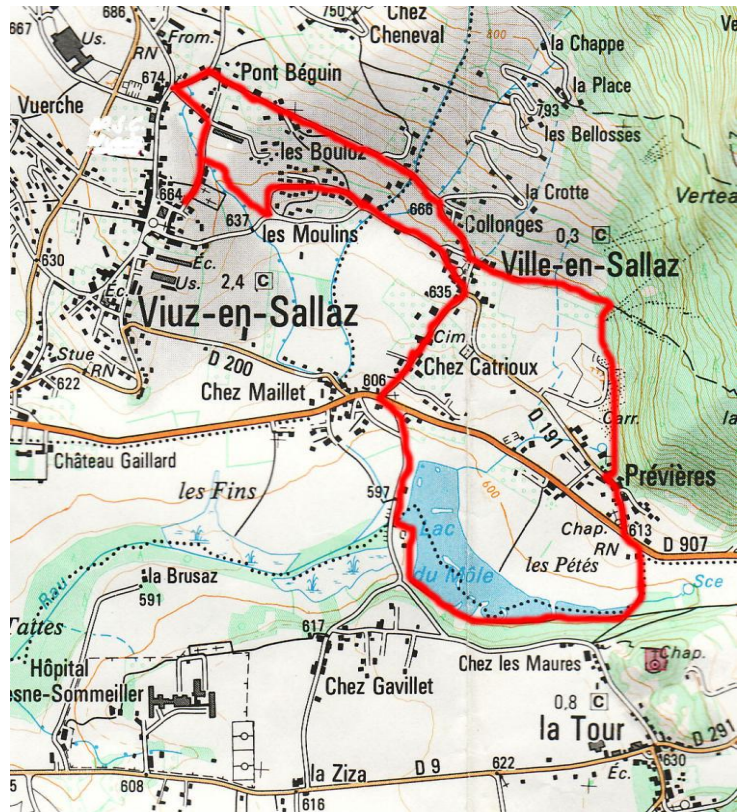 667
686
RN
From.
Us.
750
Chez
Cheneval
800
la Chappe
Ve
674
Pont Béguin
la Place
793
Vuerche
les Bouloz
les Bellosses
664
la Crotte
Vertea
637
les Moulins
666
Collonges
0,3 C
630
Éc.
Us.
2,4 C
Ville-en-Sallaz
635
Viuz-en-Sallaz
Éc.
Stue
RN
622
D 200
Cim.
Chez Catrioux
Chez Maillet
606
Carr.
la
D 191
Château Gaillard
les Fins
597
600
Prévières
Chap.
613
RN
Lac
du Môle
les Pétés
D 907
Sce
la Brusaz
591
Rau
Tattes
617
Chez les Maures
Chap.
Hôpital
esne-Sommeiller
Chez Gavillet
0,8 C
la Tour
D 291
la Ziza
D 9
622
630
Éc.
5
608
616